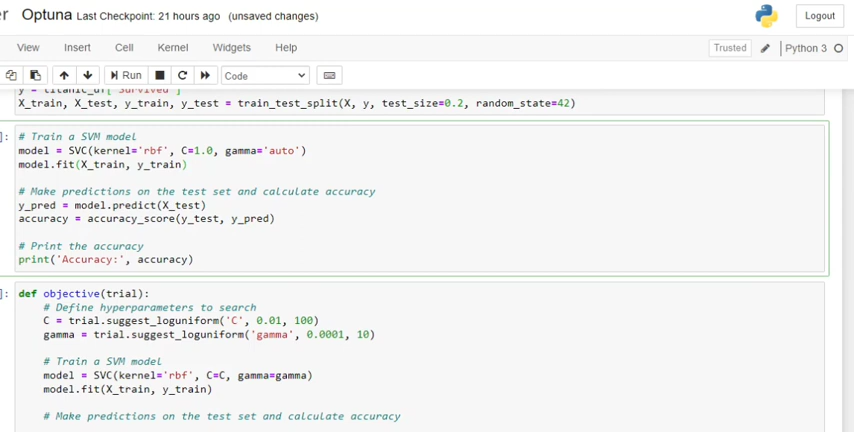 Optuna Last Checkpoint: 21 hours ago (unsaved changes)
Logout
View Insert Cell Kernel Widgets Help
Trusted Python 3
Run Code
y = titanic_df['Survived']
X_train, X_test, y_train, y_test = train_test_split(X, y, test_size=0.2, random_state=42)
]: # Train a SVM model
model = SVC(kernel='rbf', C=1.0, gamma='auto')
model.fit(X_train, y_train)
# Make predictions on the test set and calculate accuracy
y_pred = model.predict(X_test)
accuracy = accuracy_score(y_test, y_pred)
# Print the accuracy
print('Accuracy:', accuracy)
]: def objective(trial):
# Define hyperparameters to search
C = trial.suggest_loguniform('C', 0.01, 100)
gamma = trial.suggest_loguniform('gamma', 0.0001, 10)
# Train a SVM model
model = SVC(kernel='rbf', C=C, gamma=gamma)
model.fit(X_train, y_train)
# Make predictions on the test set and calculate accuracy